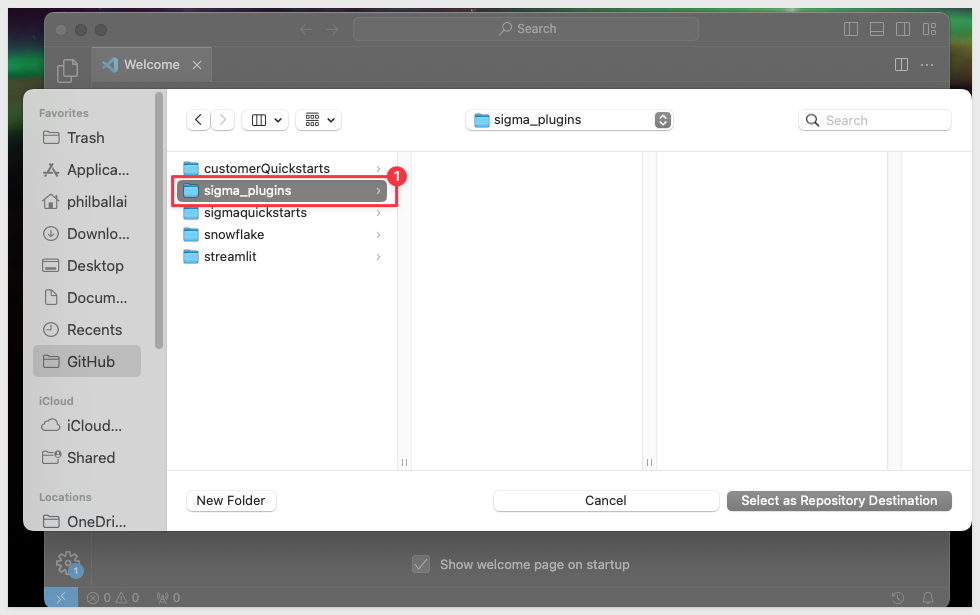 Search
Welcome
Favorites
Trash
Applica...
philballai
Downlo...
Desktop
Docum...
Recents
GitHub
iCloud
iCloud...
Shared
Locations
OneDri...
sigma_plugins
Search
customerQuickstarts
sigma_plugins
1
sigmaquickstarts
snowflake
streamlit
New Folder
Cancel
Select as Repository Destination
1
Show welcome page on startup
0 0 0